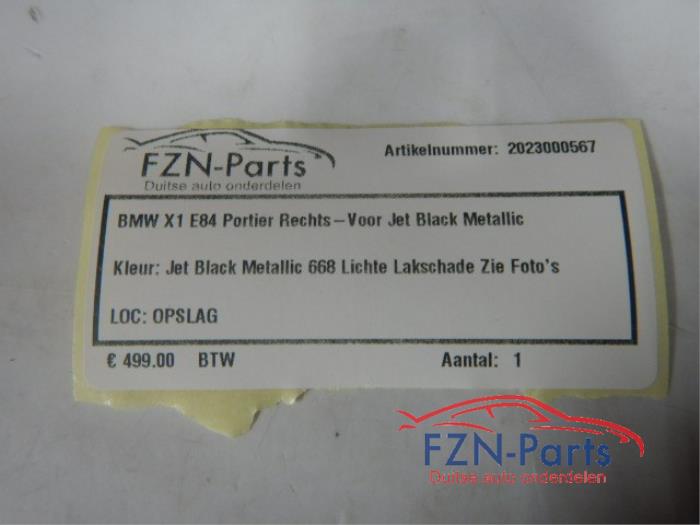 FZN-Parts
Duitse auto onderdelen
Artikelnummer: 2023000567
BMW X1 E84 Portier Rechts-Voor Jet Black Metallic
Kleur: Jet Black Metallic 668 Lichte Lakschade Zie Foto's
LOC: OPSLAG
€ 499.00 BTW Aantal: 1
FZN-Parts
Duitse auto onderdelen